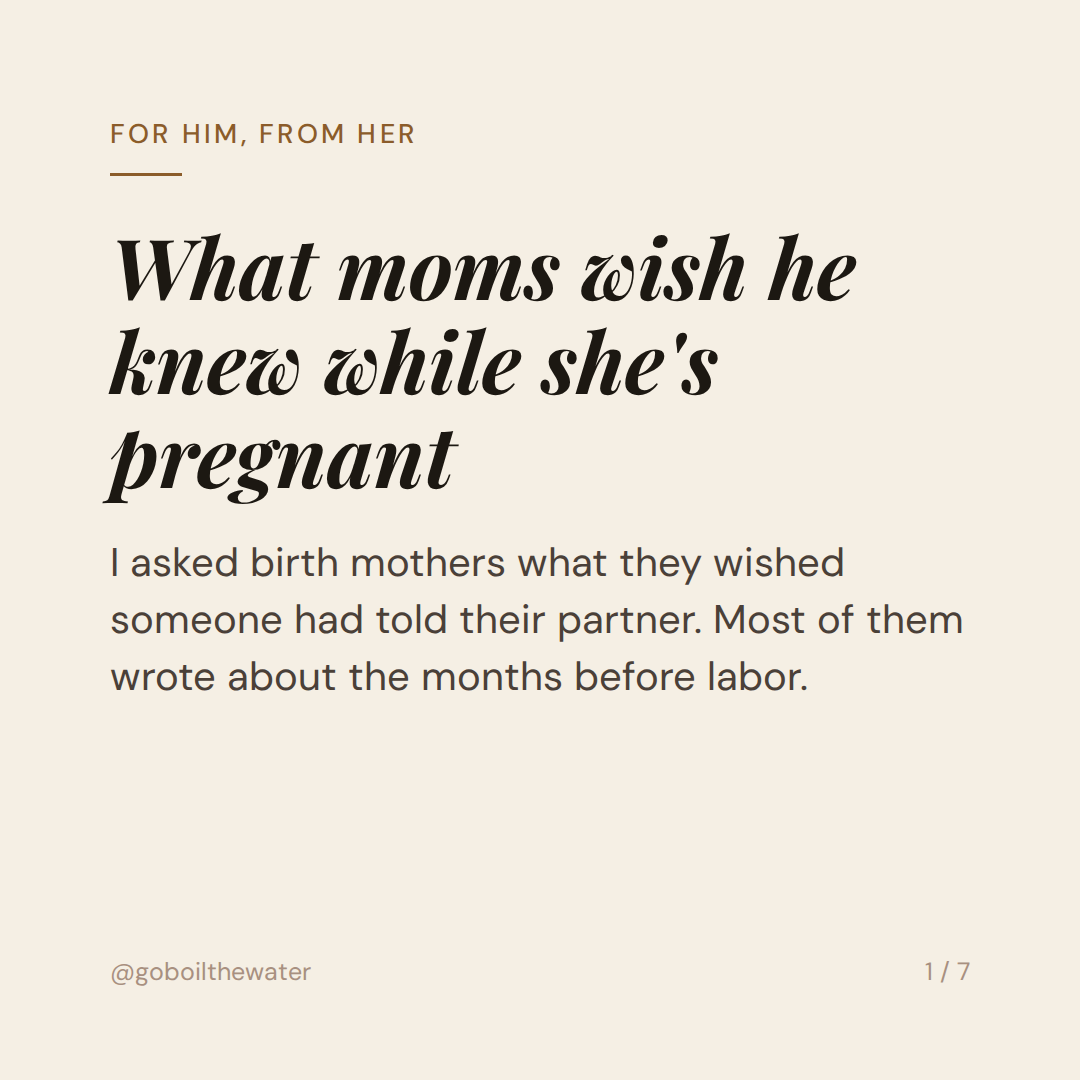 FOR HIM, FROM HER
What moms wish he
knew while she's
pregnant
I asked birth mothers what they wished
someone had told their partner. Most of them
wrote about the months before labor.
@goboilthewater
1 / 7